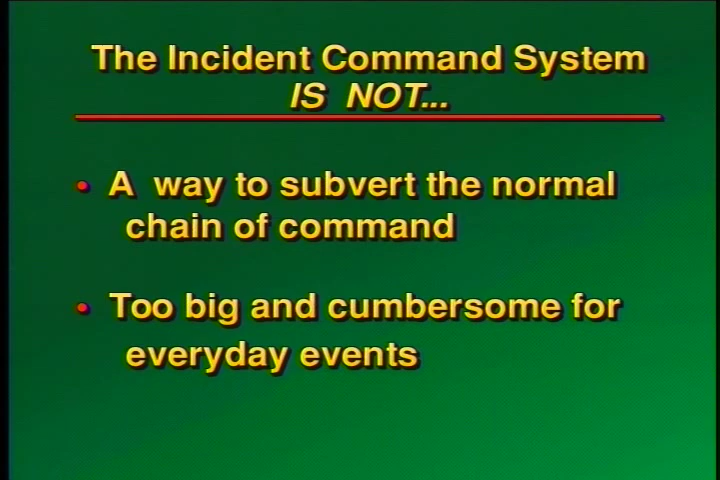 The Incident Command System
IS NOT...
• A way to subvert the normal
chain of command
• Too big and cumbersome for
everyday events